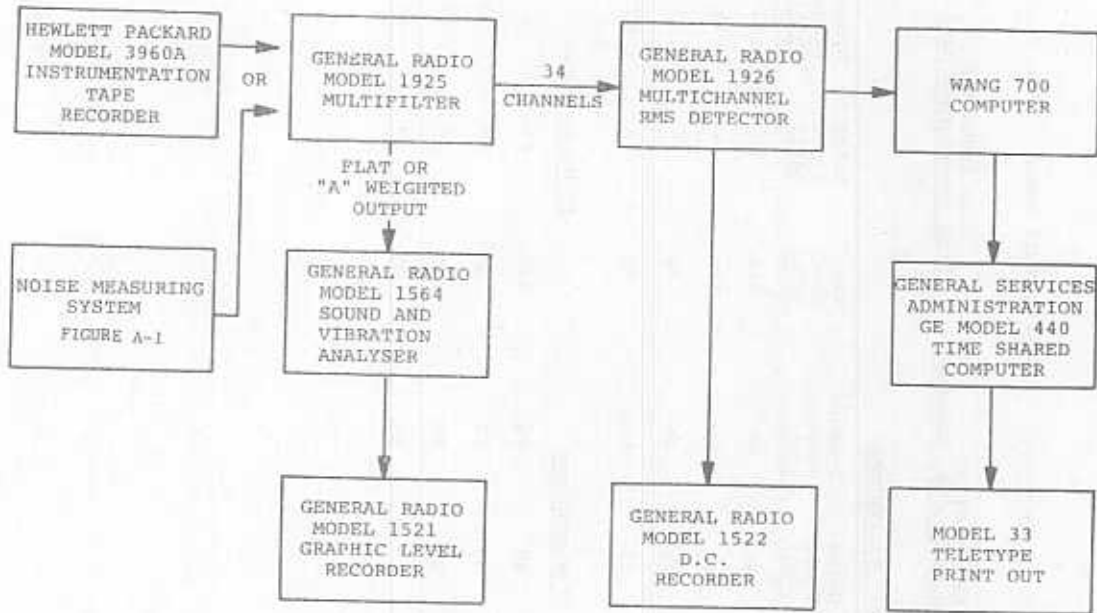 HEWLETT PACKARD
MODEL 3960A
INSTRUMENTATION
TAPE
RECORDER
OR
GENERAL RADIO
MODEL 1925
MULTIFILTER
34
CHANNELS
GENERAL RADIO
MODEL 1926
MULTICHANNEL
RMS DETECTOR
WANG 700
COMPUTER
FLAT OR
"A" WEIGHTED
OUTPUT
NOISE MEASURING
SYSTEM
FIGURE A-1
GENERAL RADIO
MODEL 1564
SOUND AND
VIBRATION
ANALYSER
GENERAL SERVICES
ADMINISTRATION
GE MODEL 440
TIME SHARED
COMPUTER
GENERAL RADIO
MODEL 1521
GRAPHIC LEVEL
RECORDER
GENERAL RADIO
MODEL 1522
D.C.
RECORDER
MODEL 33
TELETYPE
PRINT OUT